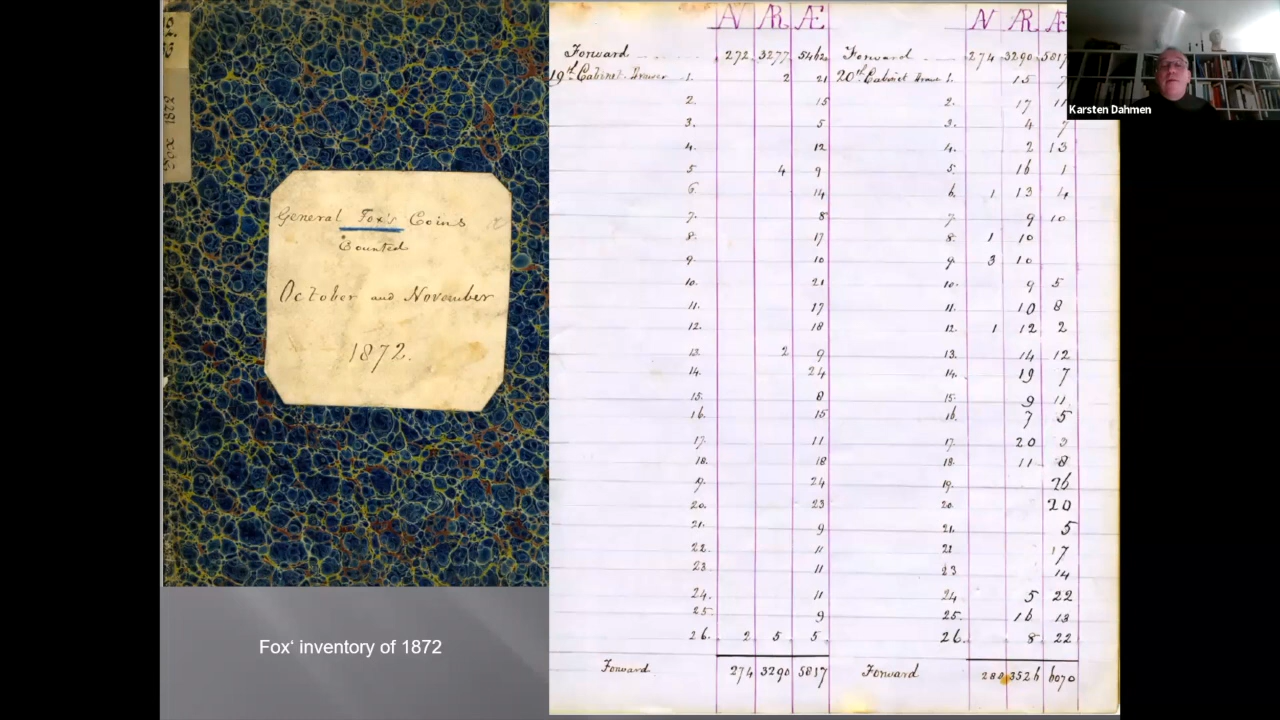 Fox 1872
General Fox's Coins
Counted
October and November
1872.
Fox‘ inventory of 1872
AV AR Æ AV AR Æ
Forward 272 3277 5462 Forward 274 3290 5817
19th Cabinet Drawer 1. 2 21 20th Cabinet Drawer 1. 15 7
2. 15 2. 17 11
3. 5 3. 4 7
4. 12 4. 2 13
5 4 9 5. 16 1
6. 14 6. 1 13 4
7. 8 7. 9 10
8. 17 8. 1 10
9. 10 9. 3 10
10. 21 10. 9 5
11. 17 11. 10 8
12. 18 12. 1 12 2
13. 2 9 13. 14 12
14. 24 14. 19 7
15. 8 15. 9 11
16. 15 16. 7 5
17. 11 17. 20 3
18. 18 18. 11 8
9. 24 19. 26
20. 23 20. 20
21. 9 21. 5
22. 11 22 17
23 11 23 14
24. 11 24 5 22
25. 9 25. 16 13
26. 2 5 5 26. 8 22
Forward 274 3290 5817 Forward 280 3526 6070
Karsten Dahmen